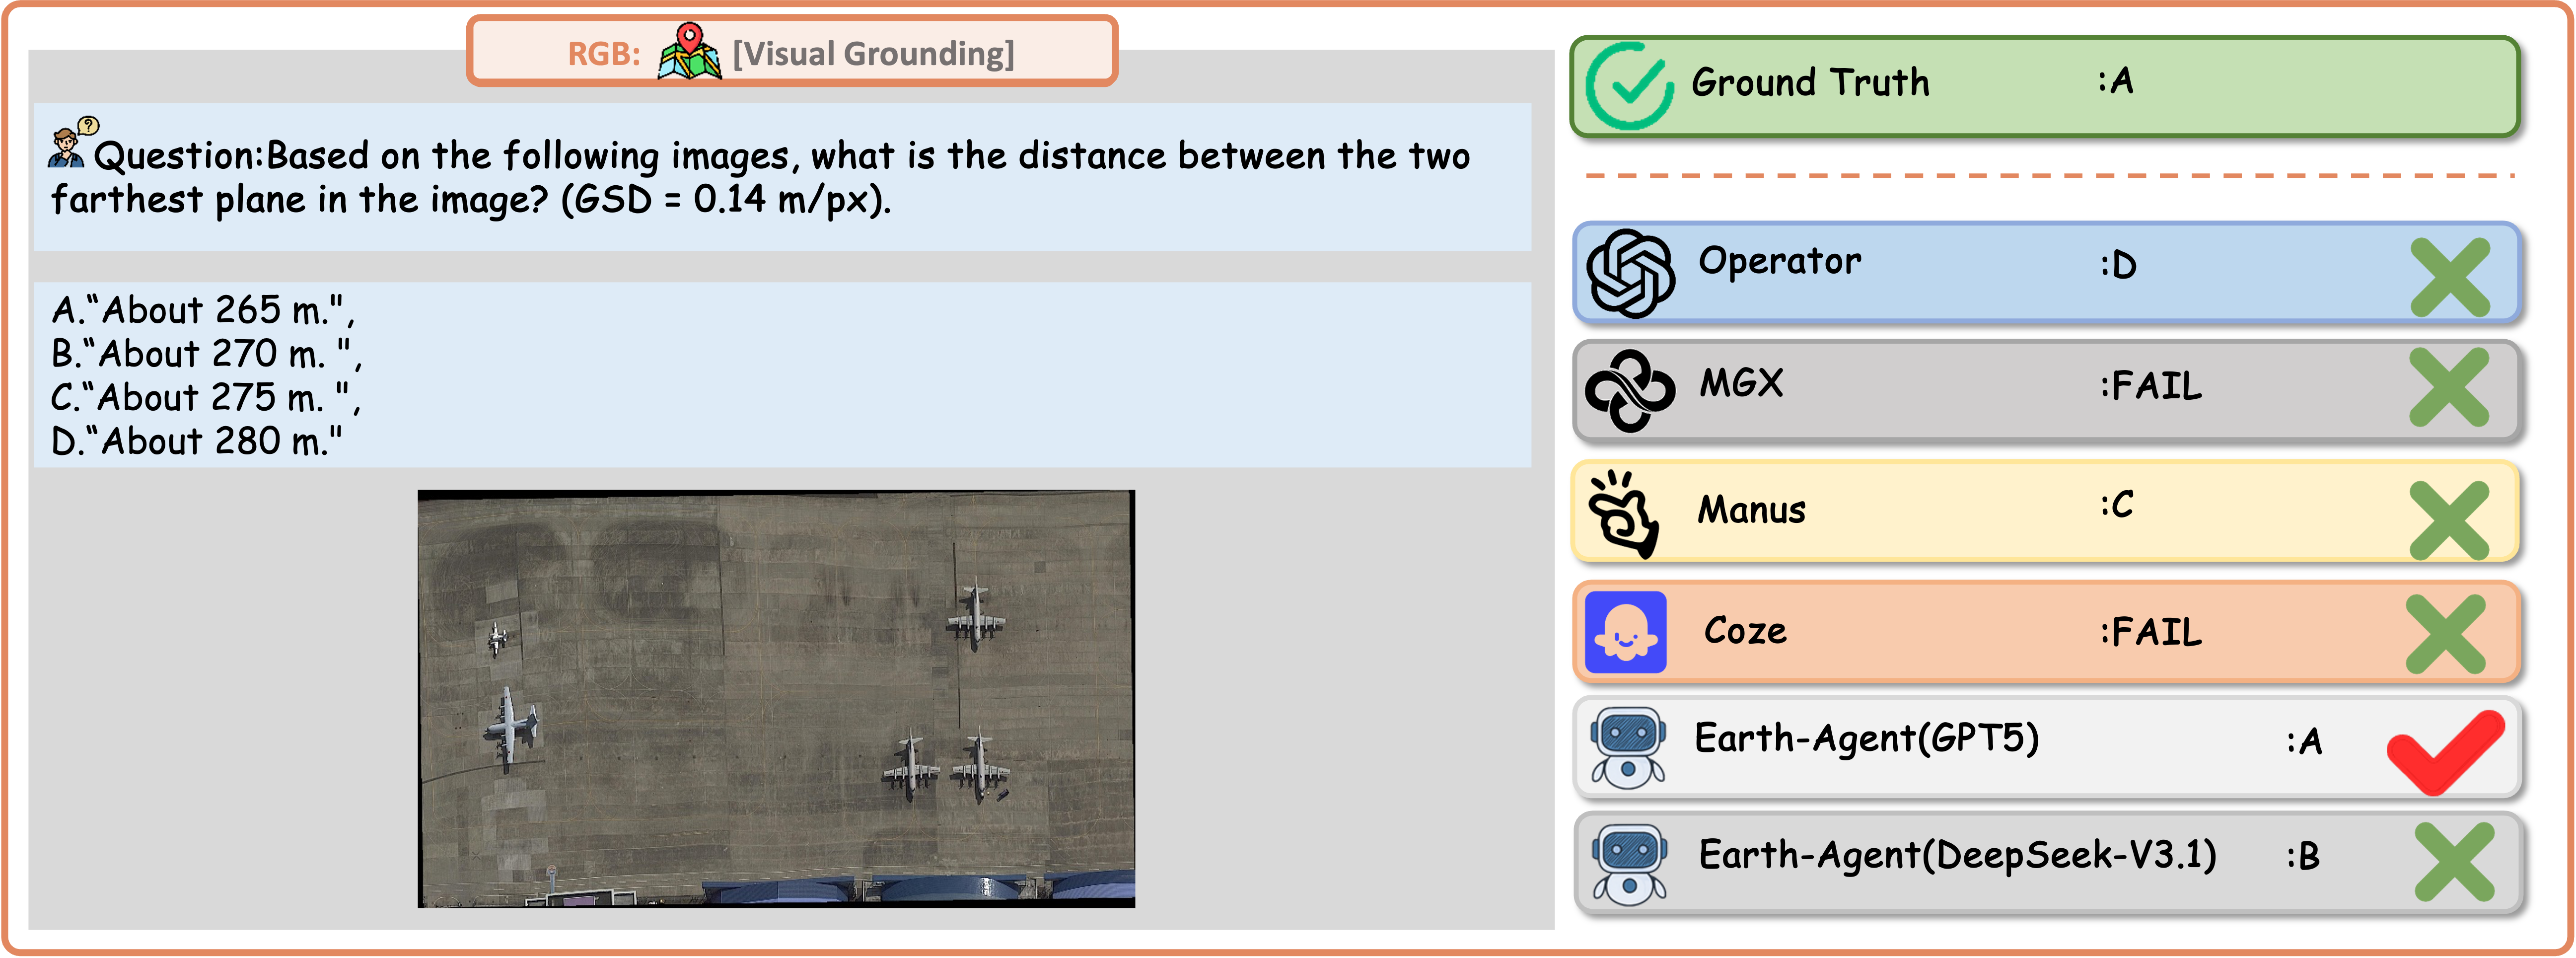 RGB: [Visual Grounding]
Question:Based on the following images, what is the distance between the two
farthest plane in the image? (GSD = 0.14 m/px).
A.“About 265 m.",
B.“About 270 m. ",
C.“About 275 m. ",
D.“About 280 m."
Ground Truth :A
Operator :D
MGX :FAIL
Manus :C
Coze :FAIL
Earth-Agent(GPT5) :A
Earth-Agent(DeepSeek-V3.1) :B